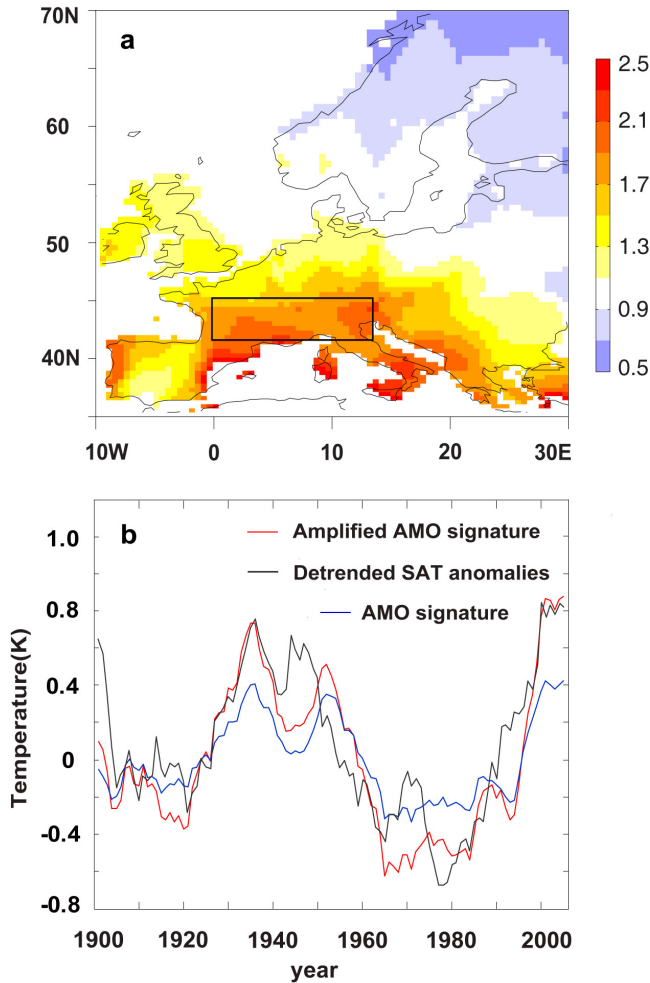 70N
a
60
50
40N
10W 0 10 20 30E
2.5
2.1
1.7
1.3
0.9
0.5
b
Amplified AMO signature
Detrended SAT anomalies
AMO signature
Temperature(K)
1.0
0.8
0.4
0
-0.4
-0.8
1900 1920 1940 1960 1980 2000
year